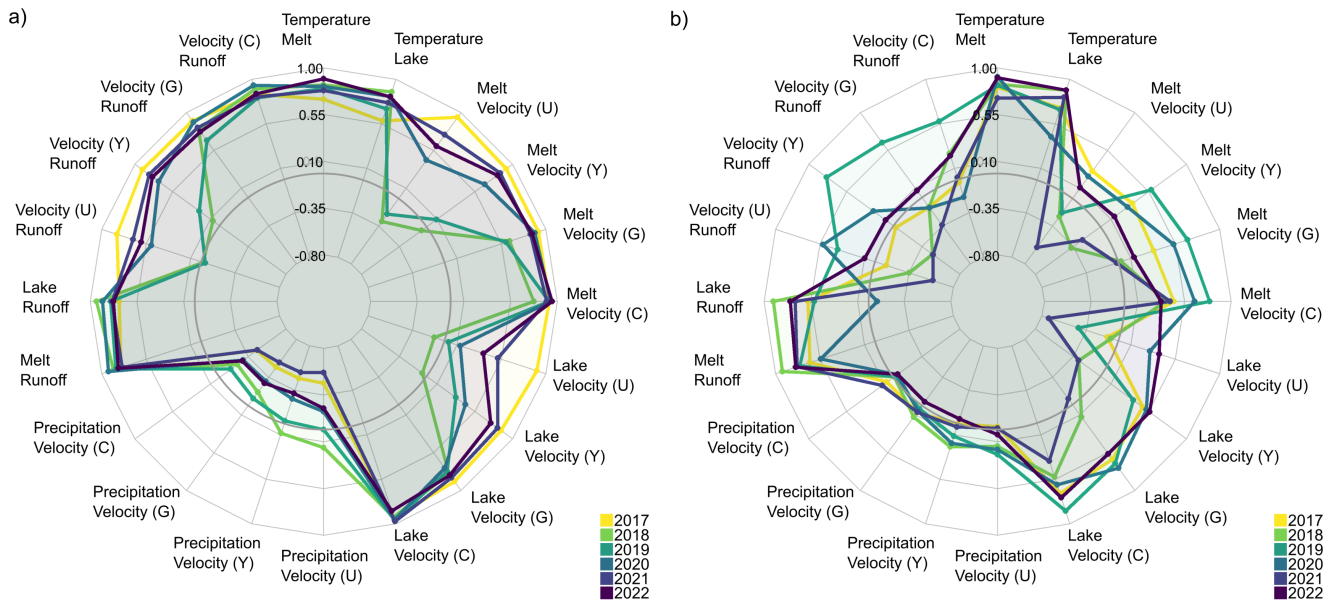 a)
Temperature
Melt
Temperature
Lake
Melt
Velocity (U)
Melt
Velocity (Y)
Melt
Velocity (G)
Melt
Velocity (C)
Lake
Velocity (U)
Lake
Velocity (Y)
Lake
Velocity (G)
Lake
Velocity (C)
Precipitation
Velocity (U)
Precipitation
Velocity (Y)
Precipitation
Velocity (G)
Precipitation
Velocity (C)
Melt
Runoff
Lake
Runoff
Velocity (U)
Runoff
Velocity (Y)
Runoff
Velocity (G)
Runoff
Velocity (C)
Runoff
1.00
0.55
0.10
-0.35
-0.80
2017
2018
2019
2020
2021
2022
b)
Temperature
Melt
Temperature
Lake
Melt
Velocity (U)
Melt
Velocity (Y)
Melt
Velocity (G)
Melt
Velocity (C)
Lake
Velocity (U)
Lake
Velocity (Y)
Lake
Velocity (G)
Lake
Velocity (C)
Precipitation
Velocity (U)
Precipitation
Velocity (Y)
Precipitation
Velocity (G)
Precipitation
Velocity (C)
Melt
Runoff
Lake
Runoff
Velocity (U)
Runoff
Velocity (Y)
Runoff
Velocity (G)
Runoff
Velocity (C)
Runoff
1.00
0.55
0.10
-0.35
-0.80
2017
2018
2019
2020
2021
2022